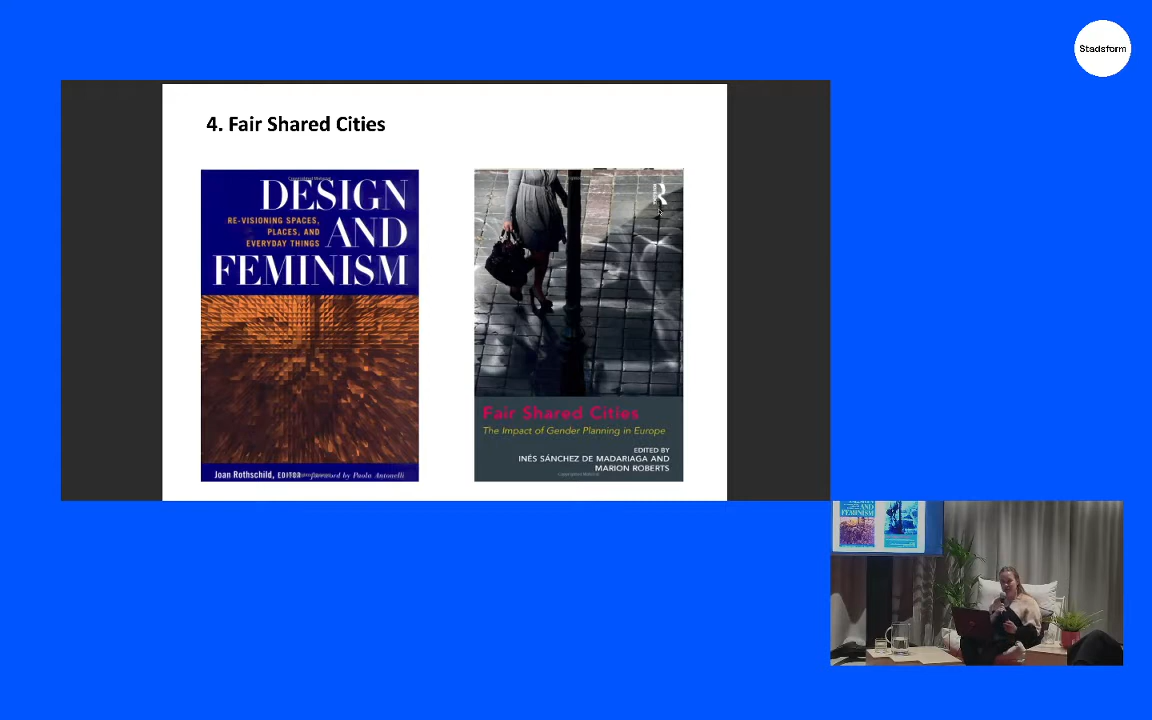 Stadsform
4. Fair Shared Cities
DESIGN
RE-VISIONING SPACES,
PLACES, AND
EVERYDAY THINGS
AND
FEMINISM
Joan Rothschild, EDITOR Foreword by Paola Antonelli
R
Fair Shared Cities
The Impact of Gender Planning in Europe
EDITED BY
INÉS SÁNCHEZ DE MADARIAGA AND
MARION ROBERTS
AND
FEMINISM